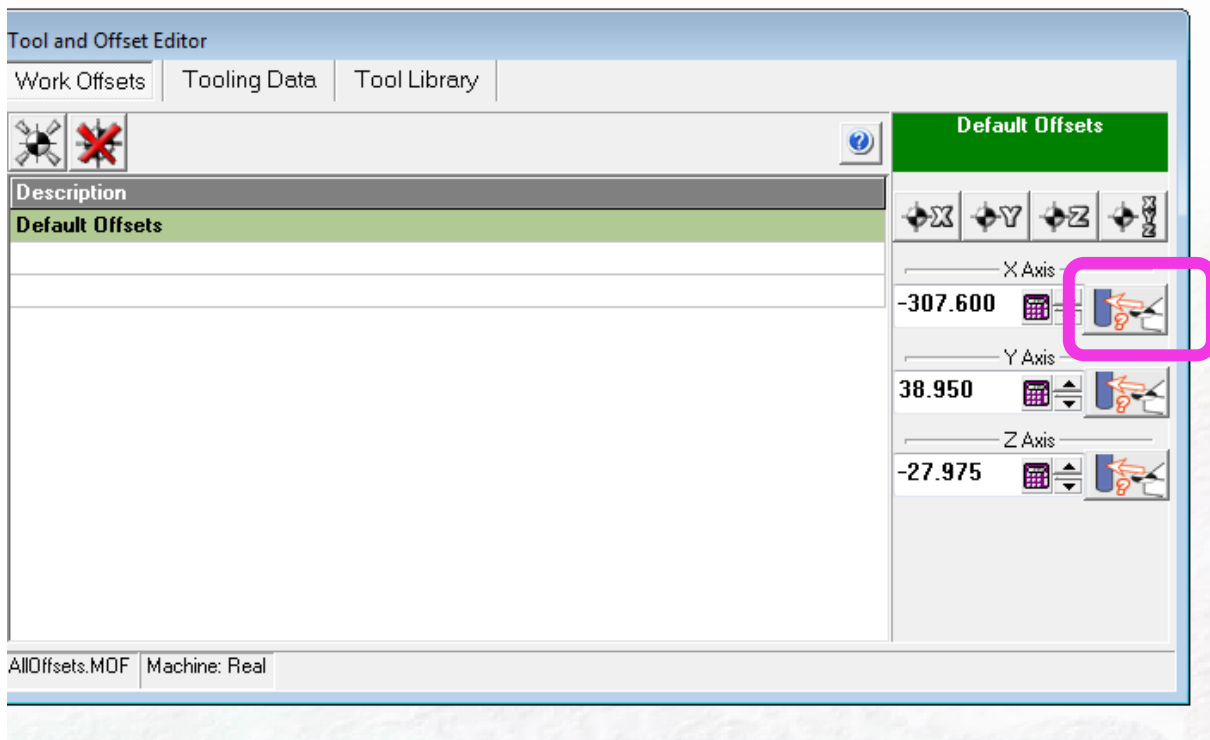 Tool and Offset Editor
Work Offsets Tooling Data Tool Library
Default Offsets
X Y Z XYZ
Description
Default Offsets
X Axis
-307.600
?
Y Axis
38.950
?
Z Axis
-27.975
?
AllOffsets.MOF Machine: Real